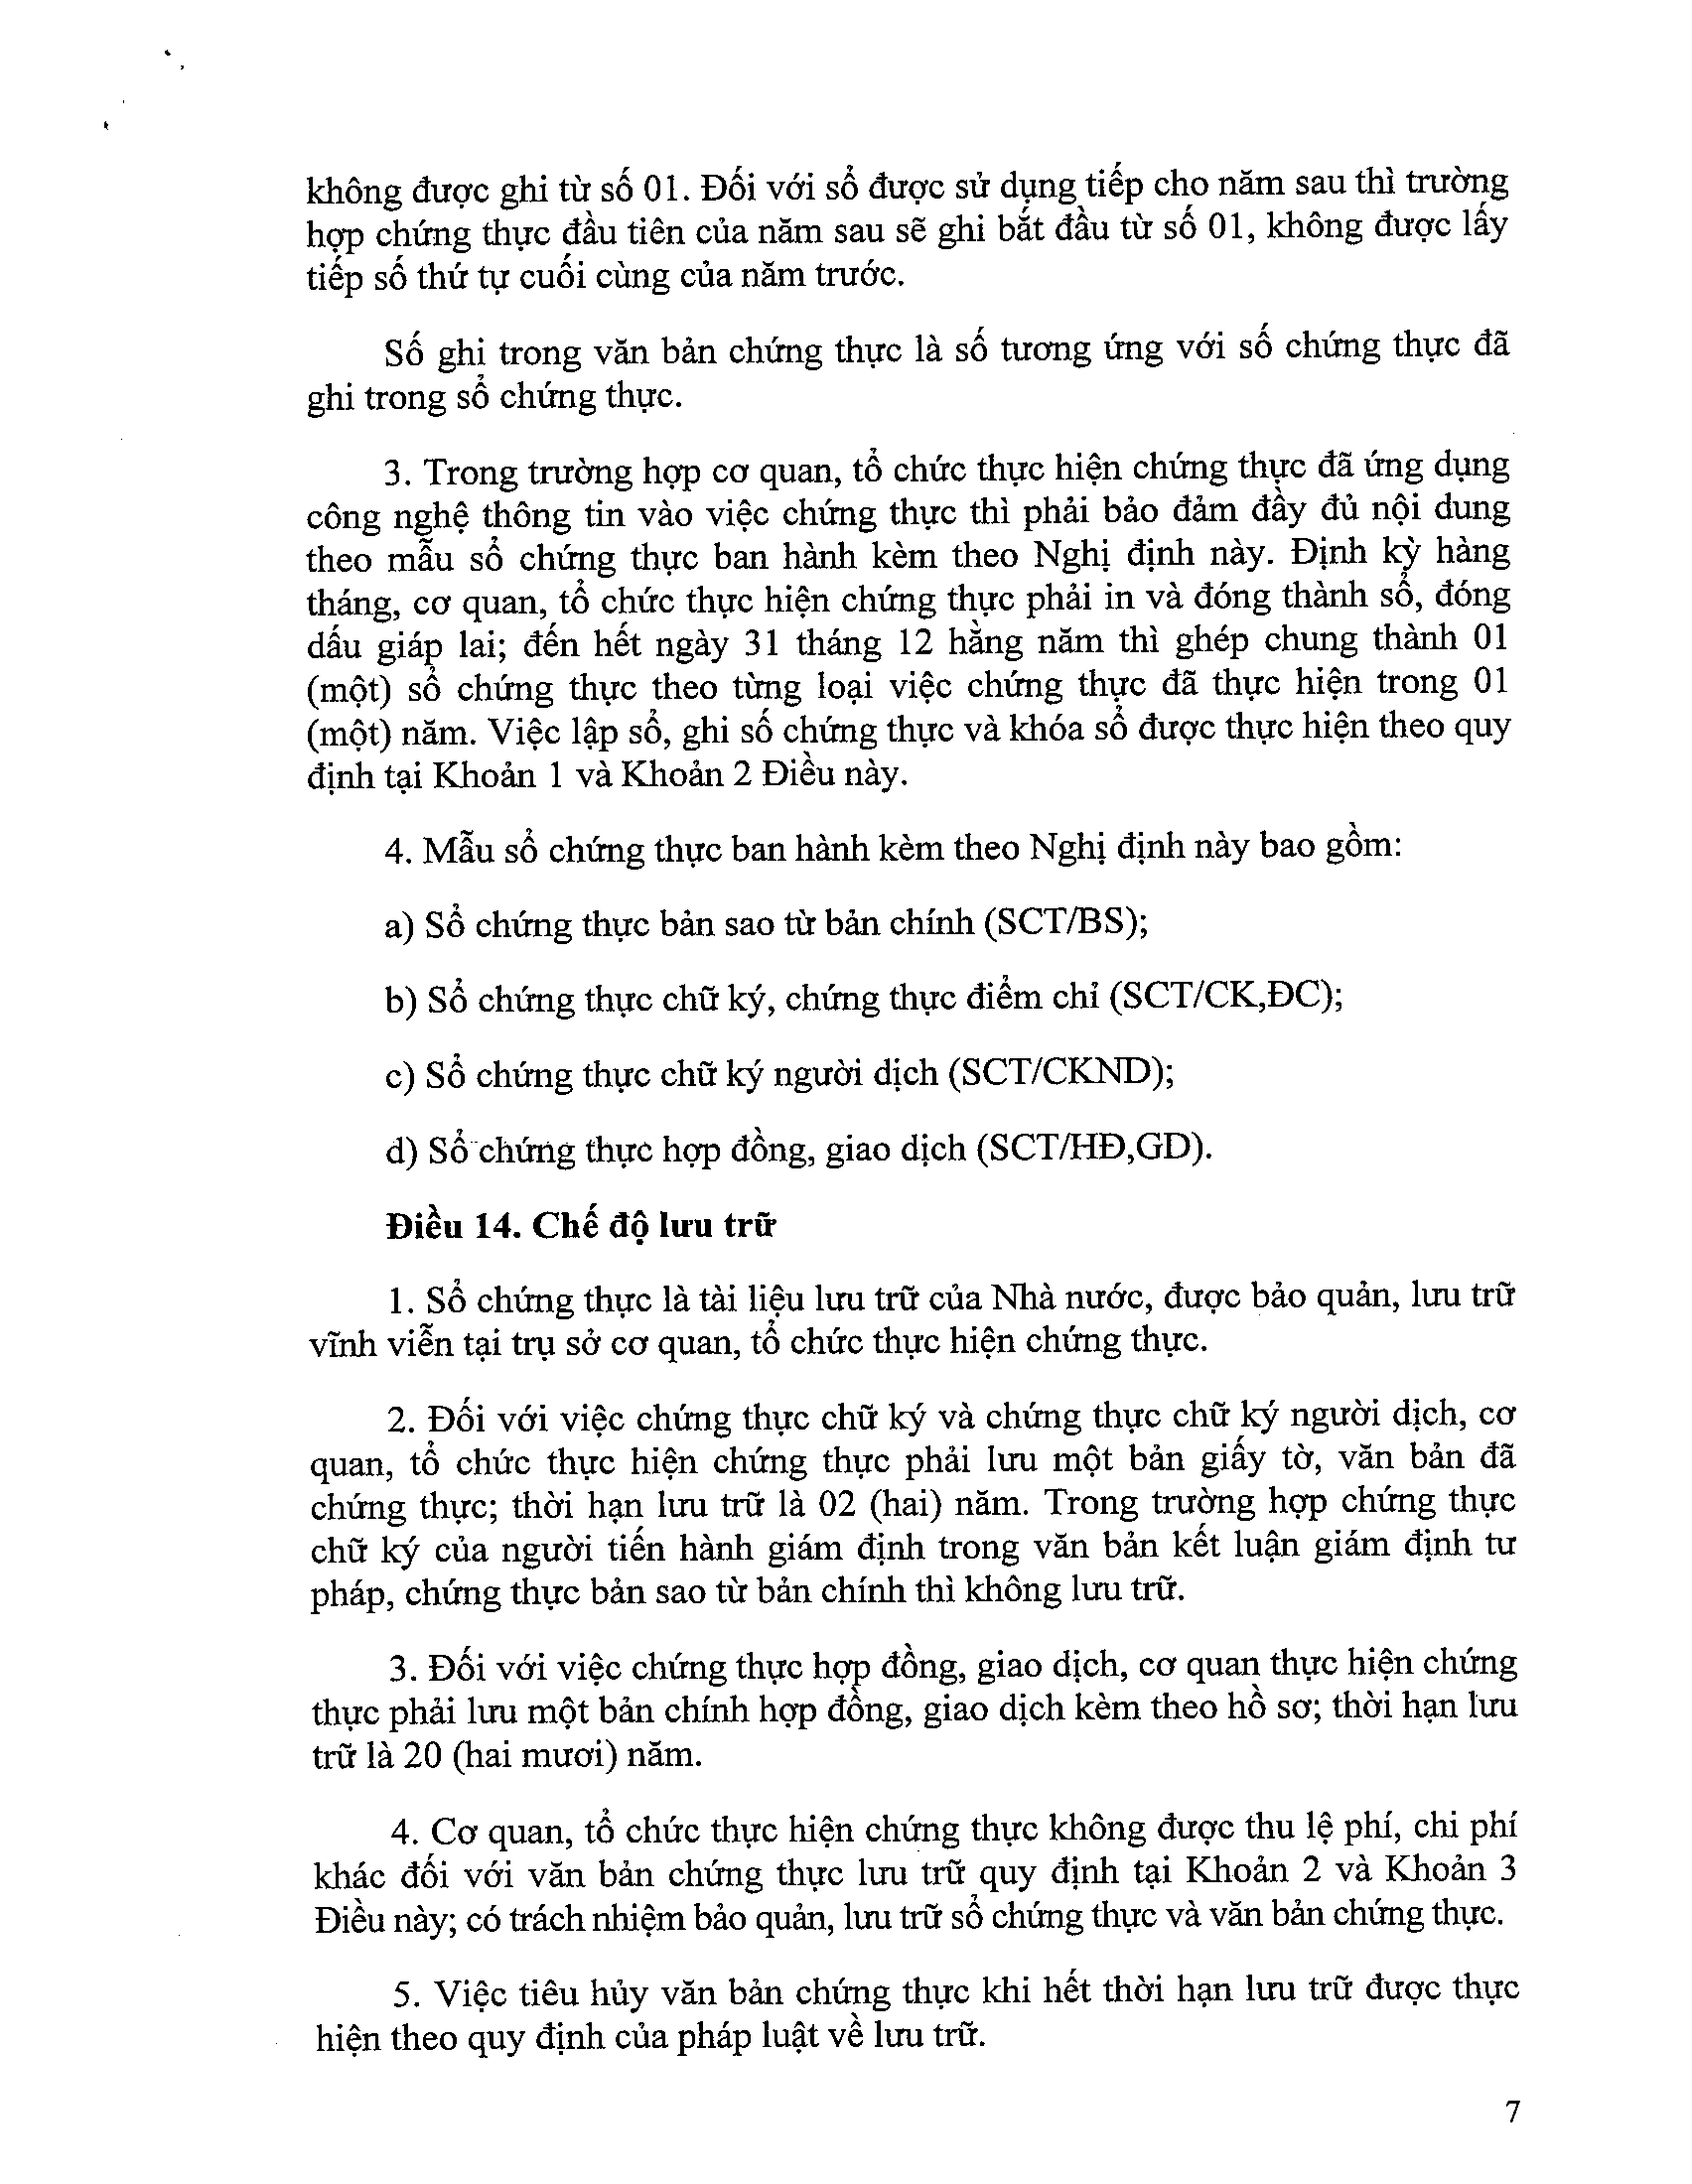 không được ghi từ số 01. Đối với sổ được sử dụng tiếp cho năm sau thì trường
hợp chứng thực đầu tiên của năm sau sẽ ghi bắt đầu từ số 01, không được lấy
tiếp số thứ tự cuối cùng của năm trước.
Số ghi trong văn bản chứng thực là số tương ứng với số chứng thực đã
ghi trong sổ chứng thực.
3. Trong trường hợp cơ quan, tổ chức thực hiện chứng thực đã ứng dụng
công nghệ thông tin vào việc chứng thực thì phải bảo đảm đầy đủ nội dung
theo mẫu sổ chứng thực ban hành kèm theo Nghị định này. Định kỳ hàng
tháng, cơ quan, tổ chức thực hiện chứng thực phải in và đóng thành sổ, đóng
dấu giáp lai; đến hết ngày 31 tháng 12 hằng năm thì ghép chung thành 01
(một) sổ chứng thực theo từng loại việc chứng thực đã thực hiện trong 01
(một) năm. Việc lập sổ, ghi số chứng thực và khóa sổ được thực hiện theo quy
định tại Khoản 1 và Khoản 2 Điều này.
4. Mẫu sổ chứng thực ban hành kèm theo Nghị định này bao gồm:
a) Sổ chứng thực bản sao từ bản chính (SCT/BS);
b) Sổ chứng thực chữ ký, chứng thực điểm chỉ (SCT/CK,ĐC);
c) Sổ chứng thực chữ ký người dịch (SCT/CKND);
d) Sổ chứng thực hợp đồng, giao dịch (SCT/HĐ,GD).
Điều 14. Chế độ lưu trữ
1. Sổ chứng thực là tài liệu lưu trữ của Nhà nước, được bảo quản, lưu trữ
vĩnh viễn tại trụ sở cơ quan, tổ chức thực hiện chứng thực.
2. Đối với việc chứng thực chữ ký và chứng thực chữ ký người dịch, cơ
quan, tổ chức thực hiện chứng thực phải lưu một bản giấy tờ, văn bản đã
chứng thực; thời hạn lưu trữ là 02 (hai) năm. Trong trường hợp chứng thực
chữ ký của người tiến hành giám định trong văn bản kết luận giám định tư
pháp, chứng thực bản sao từ bản chính thì không lưu trữ.
3. Đối với việc chứng thực hợp đồng, giao dịch, cơ quan thực hiện chứng
thực phải lưu một bản chính hợp đồng, giao dịch kèm theo hồ sơ; thời hạn lưu
trữ là 20 (hai mươi) năm.
4. Cơ quan, tổ chức thực hiện chứng thực không được thu lệ phí, chi phí
khác đối với văn bản chứng thực lưu trữ quy định tại Khoản 2 và Khoản 3
Điều này; có trách nhiệm bảo quản, lưu trữ sổ chứng thực và văn bản chứng thực.
5. Việc tiêu hủy văn bản chứng thực khi hết thời hạn lưu trữ được thực
hiện theo quy định của pháp luật về lưu trữ.
7